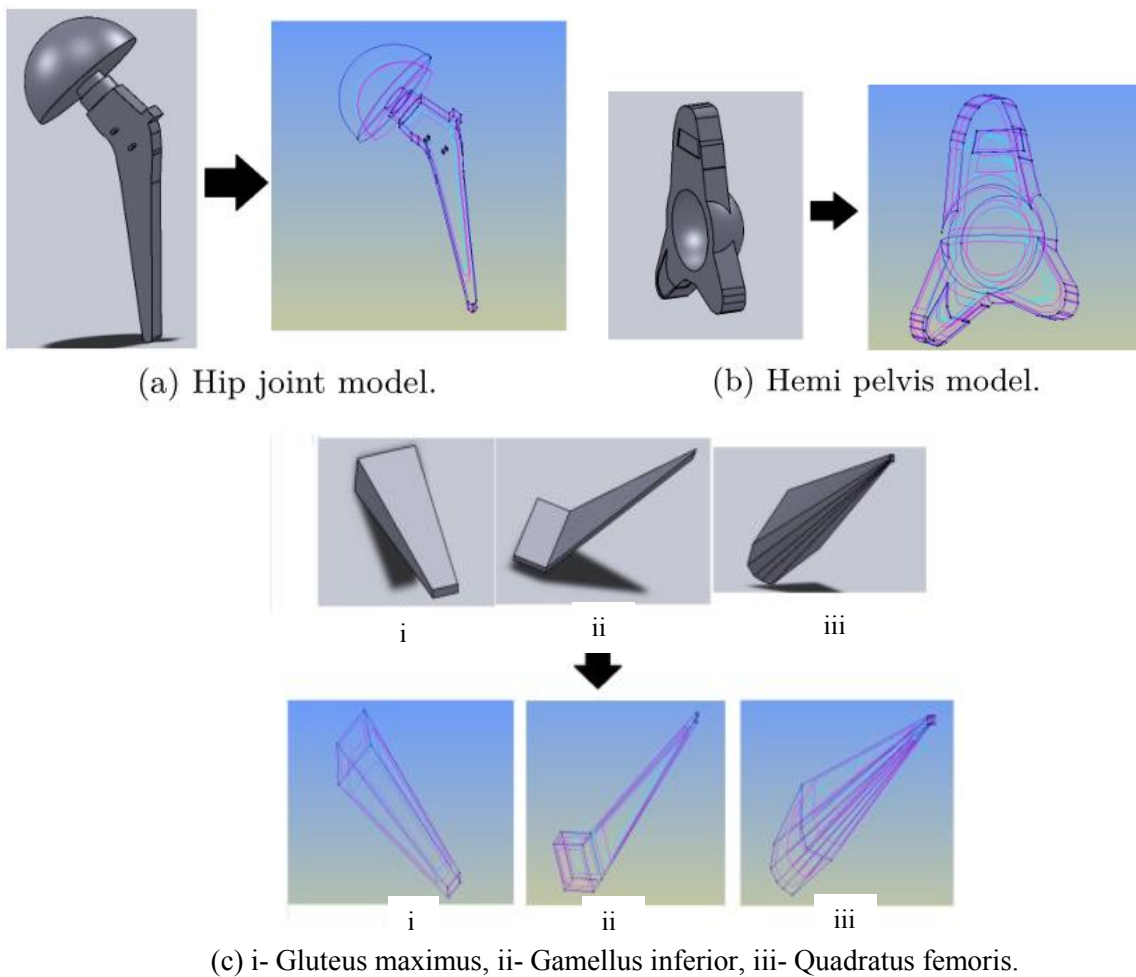 (a) Hip joint model.
(b) Hemi pelvis model.
i
ii
iii
i
ii
iii
(c) i- Gluteus maximus, ii- Gamellus inferior, iii- Quadratus femoris.